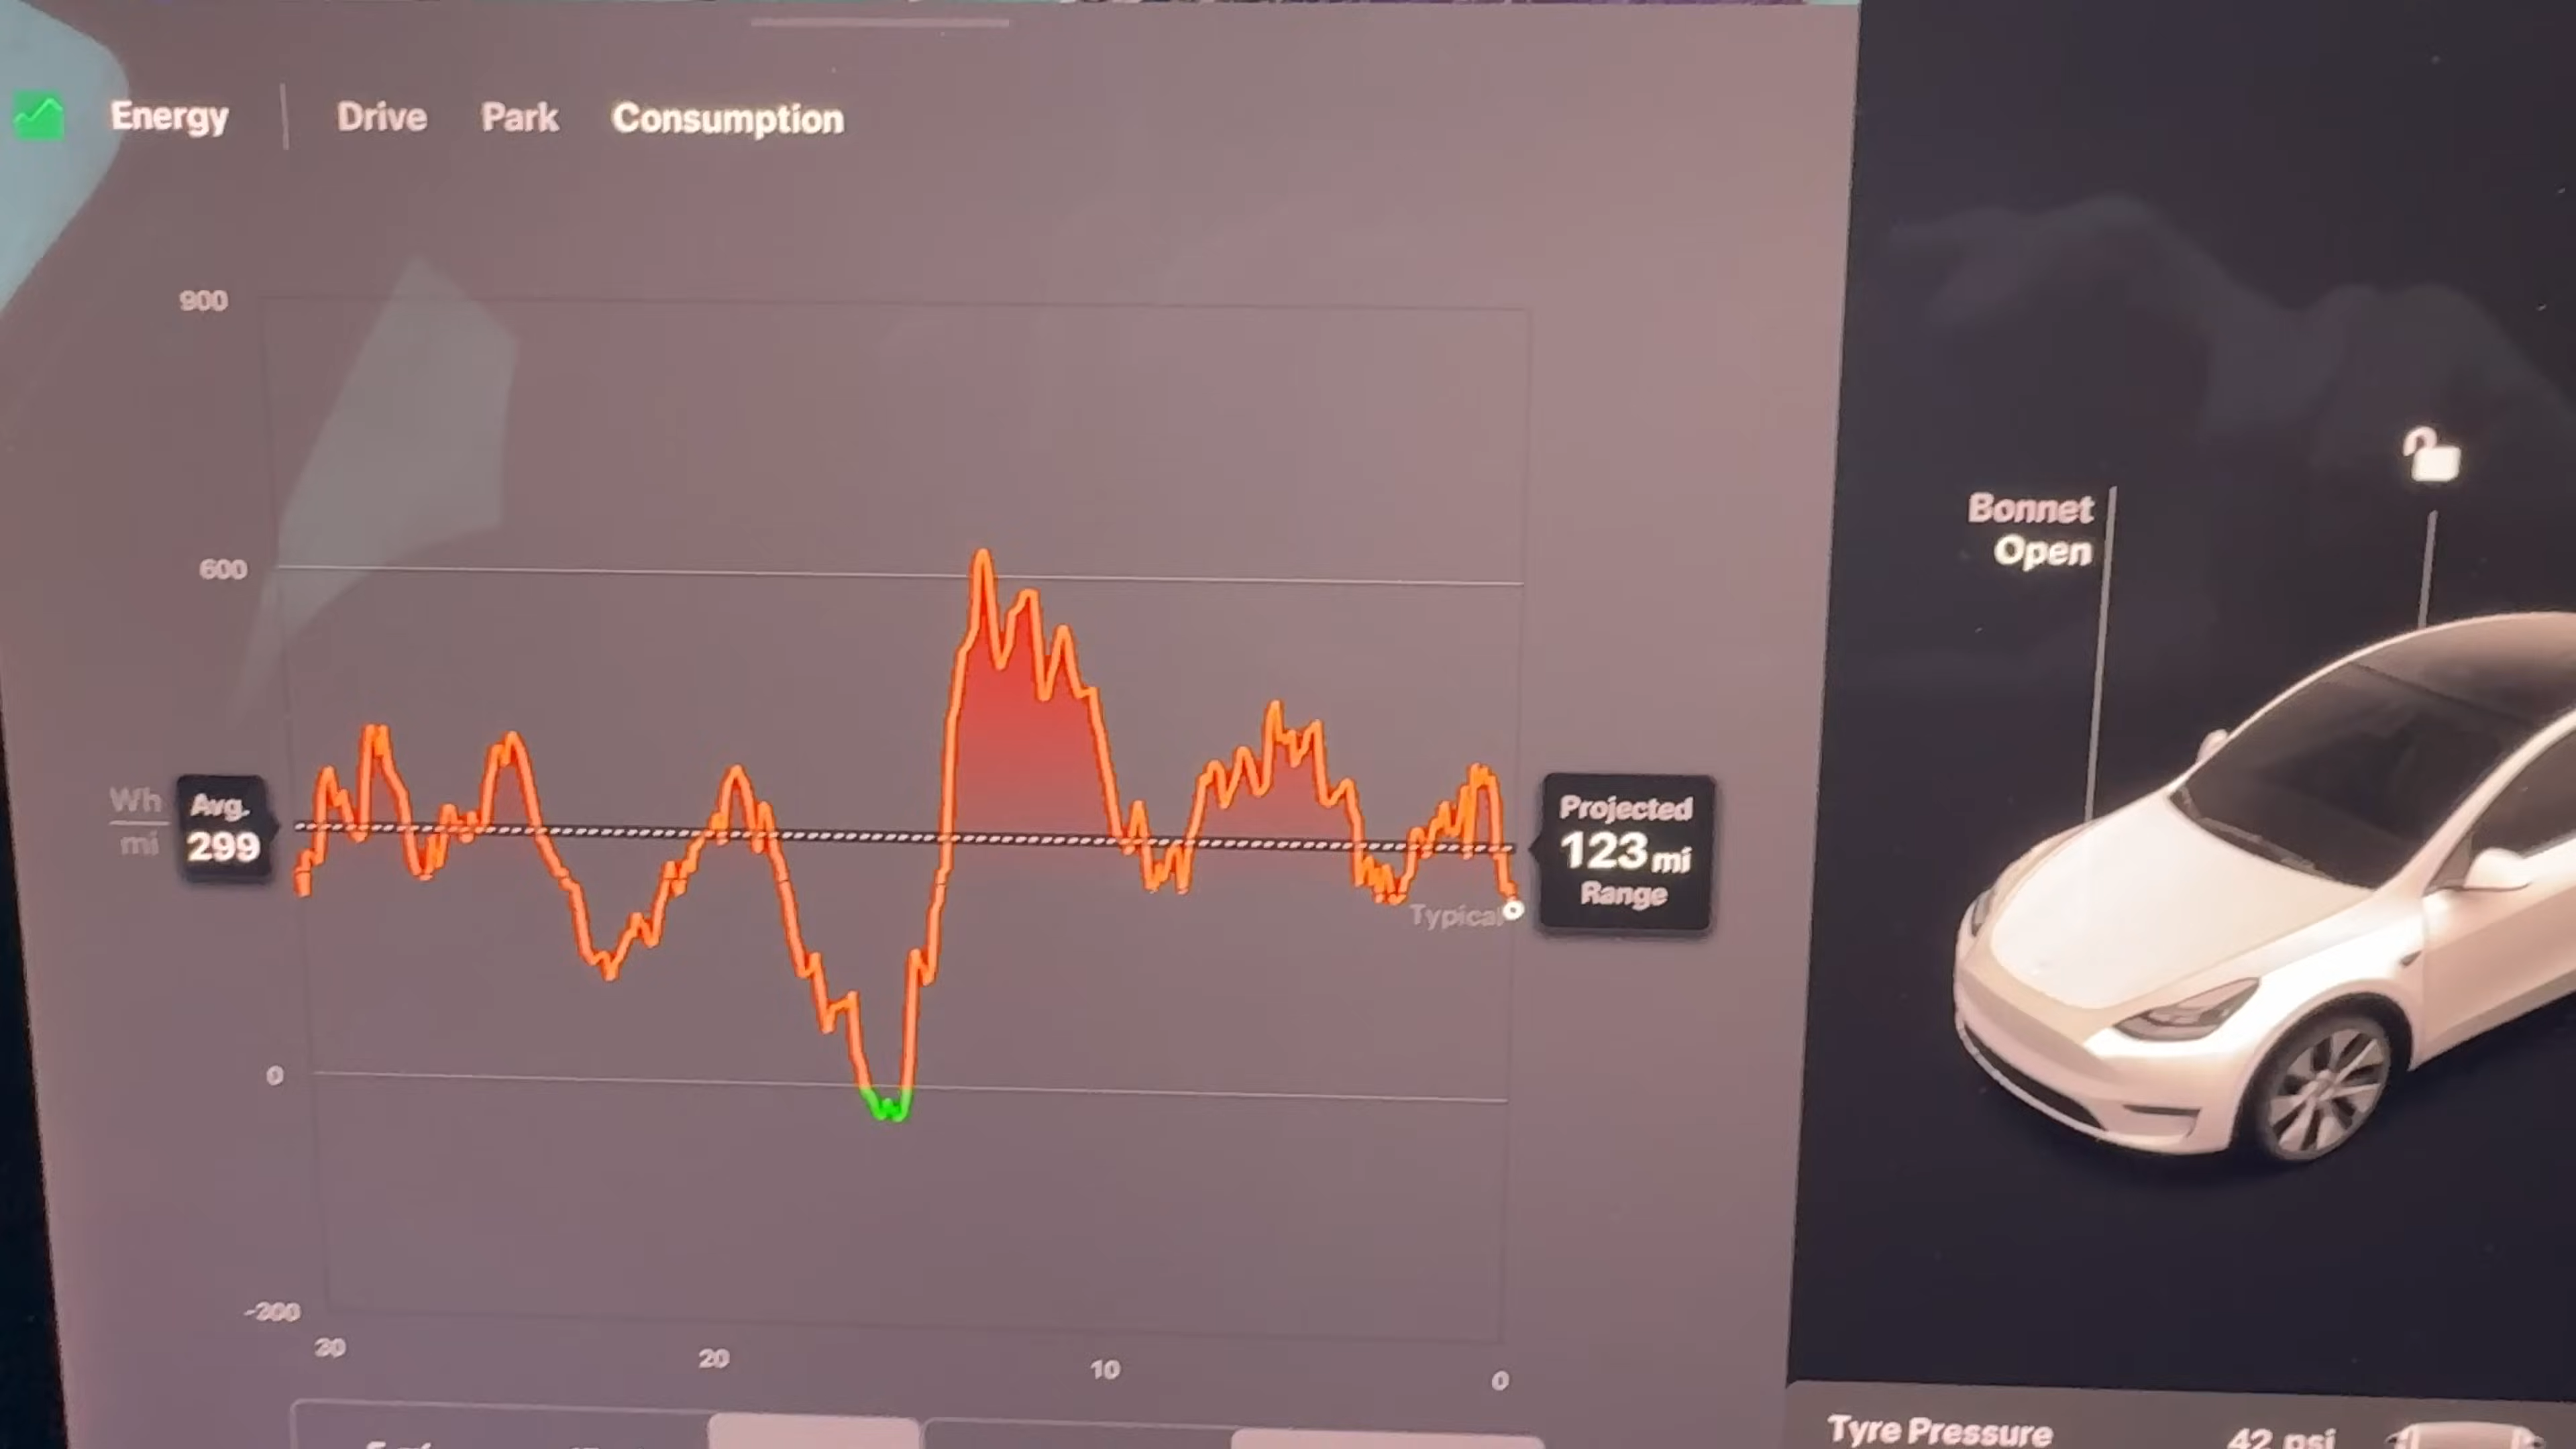 Energy Drive Park Consumption
900
600
Wh
mi
Avg.
299
Projected
123 mi
Range
Typical
0
-200
30 20 10 0
Bonnet
Open
Tyre Pressure 42 psi